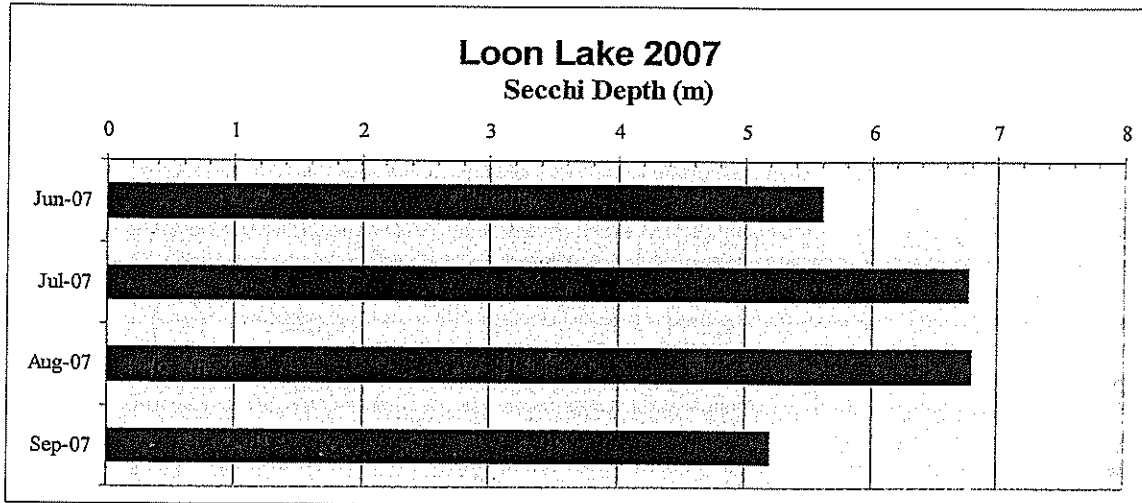 Loon Lake 2007
Secchi Depth (m)
0 1 2 3 4 5 6 7 8
Jun-07
Jul-07
Aug-07
Sep-07